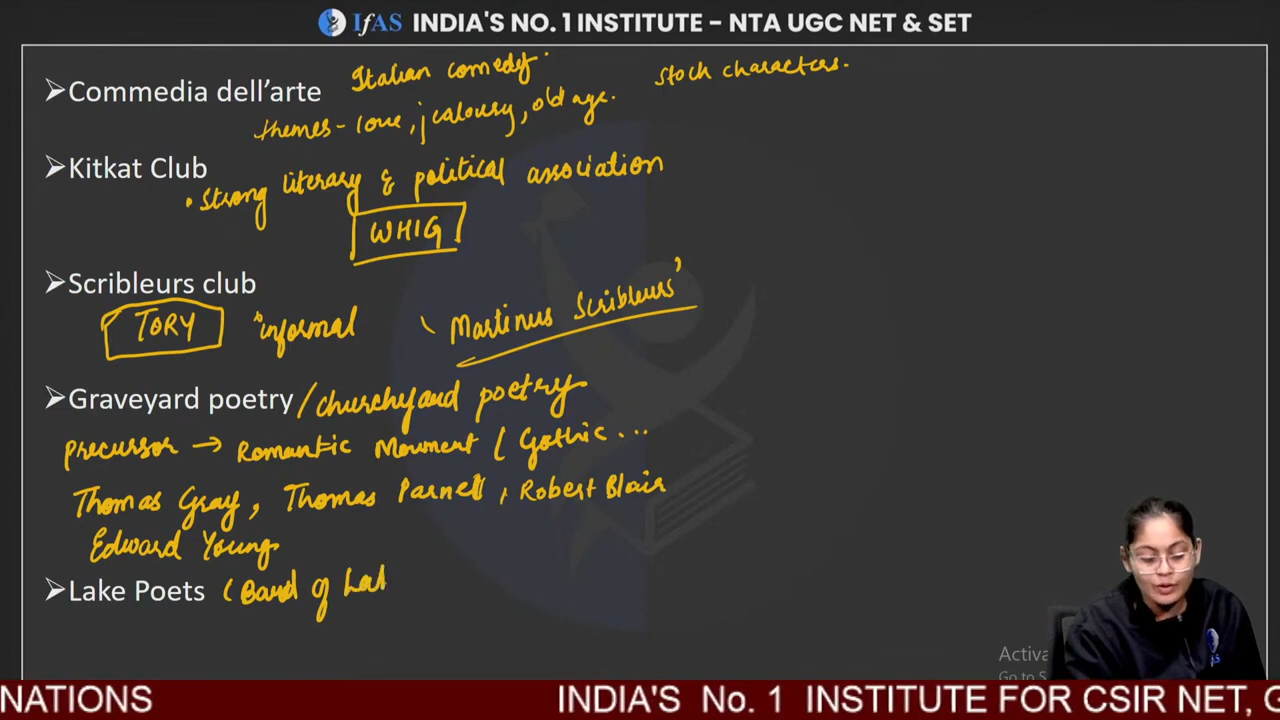 IfAS INDIA'S NO. 1 INSTITUTE – NTA UGC NET & SET
Italian comedy. stock characters.
➤Commedia dell'arte
themes - love, jealousy, old age.
➤Kitkat Club
• Strong literary & political association
WHIG
➤Scribleurs club
TORY • informal 'Martinus Scribleurs'
➤Graveyard poetry / churchyard poetry
Precursor → Romantic Movement ( Gothic ...
Thomas Gray, Thomas Parnell, Robert Blair
Edward Young
➤Lake Poets ( Band of Lak
Activa
NATIONS INDIA'S No. 1 INSTITUTE FOR CSIR NET, G